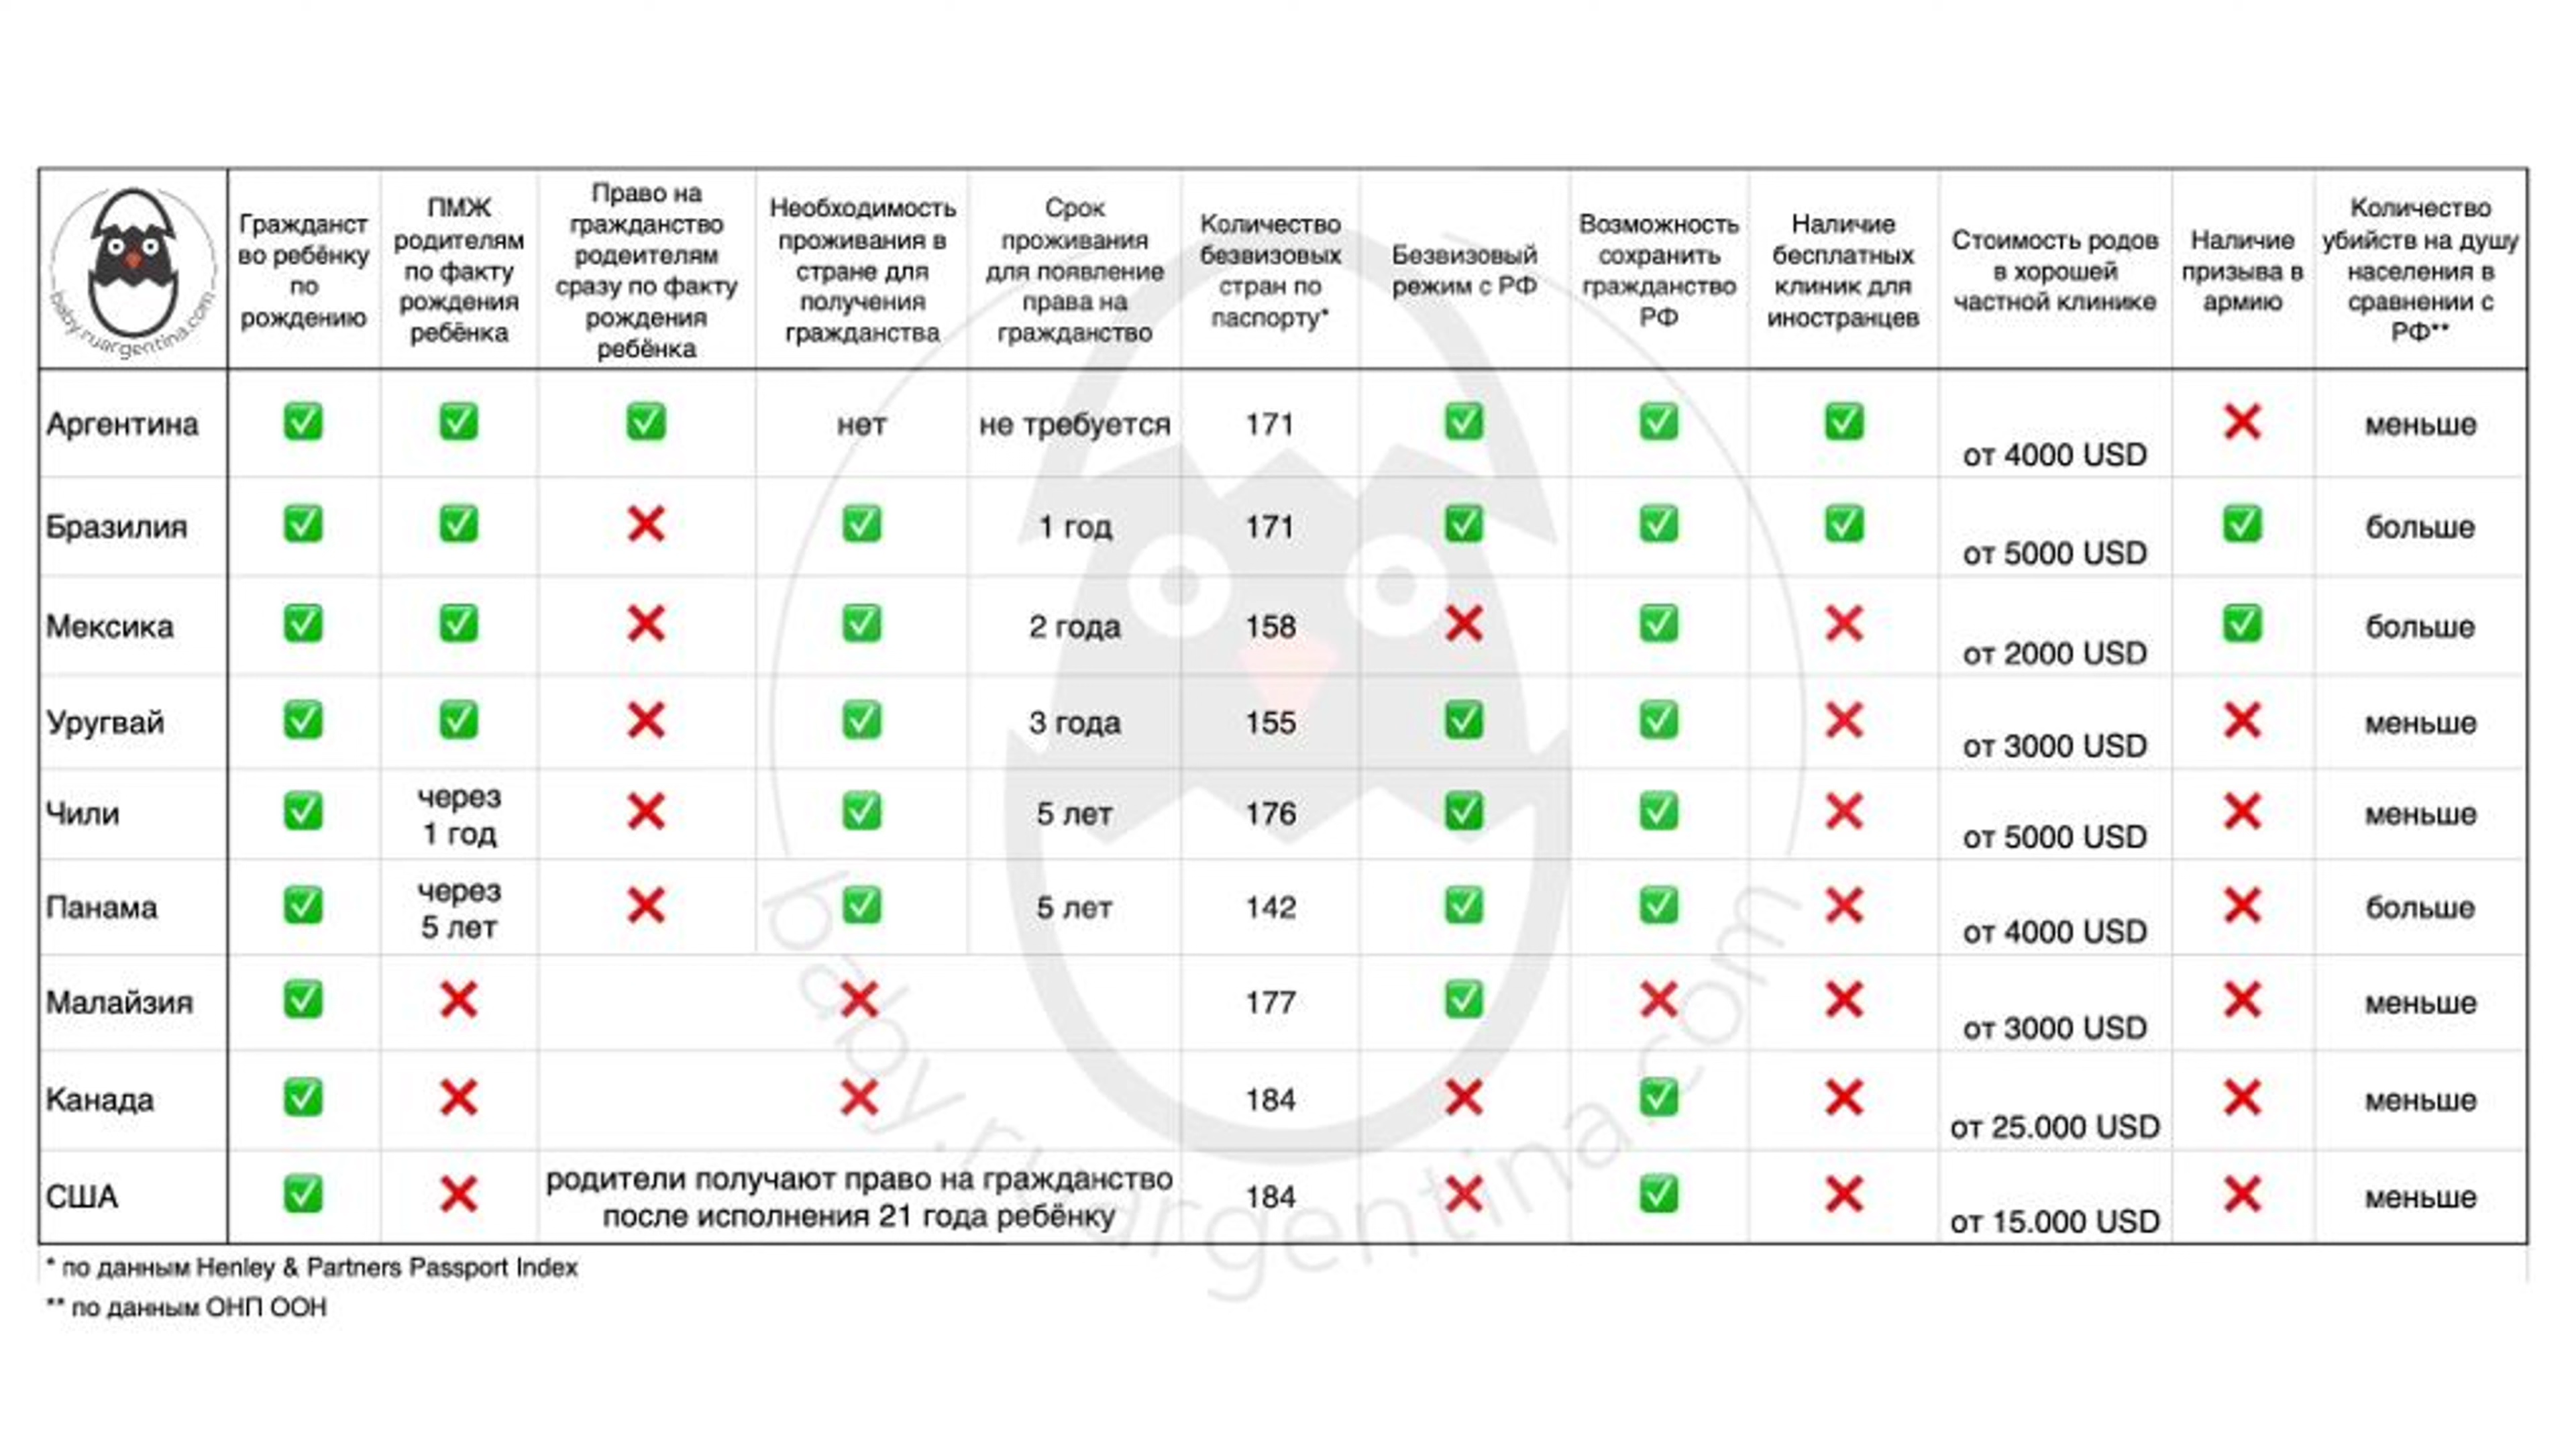 baby.ruargentina.com
Гражданст
во ребёнку
по
рождению
ПМЖ
родителям
по факту
рождения
ребёнка
Право на
гражданство
родеителям
сразу по факту
рождения
ребёнка
Необходимость
проживания в
стране для
получения
гражданства
Срок
проживания
для появление
права на
гражданство
Количество
безвизовых
стран по
паспорту*
Безвизовый
режим с РФ
Возможность
сохранить
гражданство
РФ
Наличие
бесплатных
клиник для
иностранцев
Стоимость родов
в хорошей
частной клинике
Наличие
призыва в
армию
Количество
убийств на душу
населения в
сравнении с
РФ**
Аргентина ✅ ✅ ✅ нет не требуется 171 ✅ ✅ ✅ от 4000 USD ❌ меньше
Бразилия ✅ ✅ ❌ ✅ 1 год 171 ✅ ✅ ✅ от 5000 USD ✅ больше
Мексика ✅ ✅ ❌ ✅ 2 года 158 ❌ ✅ ❌ от 2000 USD ✅ больше
Уругвай ✅ ✅ ❌ ✅ 3 года 155 ✅ ✅ ❌ от 3000 USD ❌ меньше
Чили ✅ через
1 год ❌ ✅ 5 лет 176 ✅ ✅ ❌ от 5000 USD ❌ меньше
Панама ✅ через
5 лет ❌ ✅ 5 лет 142 ✅ ✅ ❌ от 4000 USD ❌ больше
Малайзия ✅ ❌ ❌ 177 ✅ ❌ ❌ от 3000 USD ❌ меньше
Канада ✅ ❌ ❌ 184 ❌ ✅ ❌ от 25.000 USD ❌ меньше
США ✅ ❌ родители получают право на гражданство
после исполнения 21 года ребёнку 184 ❌ ✅ ❌ от 15.000 USD ❌ меньше
* по данным Henley & Partners Passport Index
** по данным ОНП ООН
baby.ruargentina.com